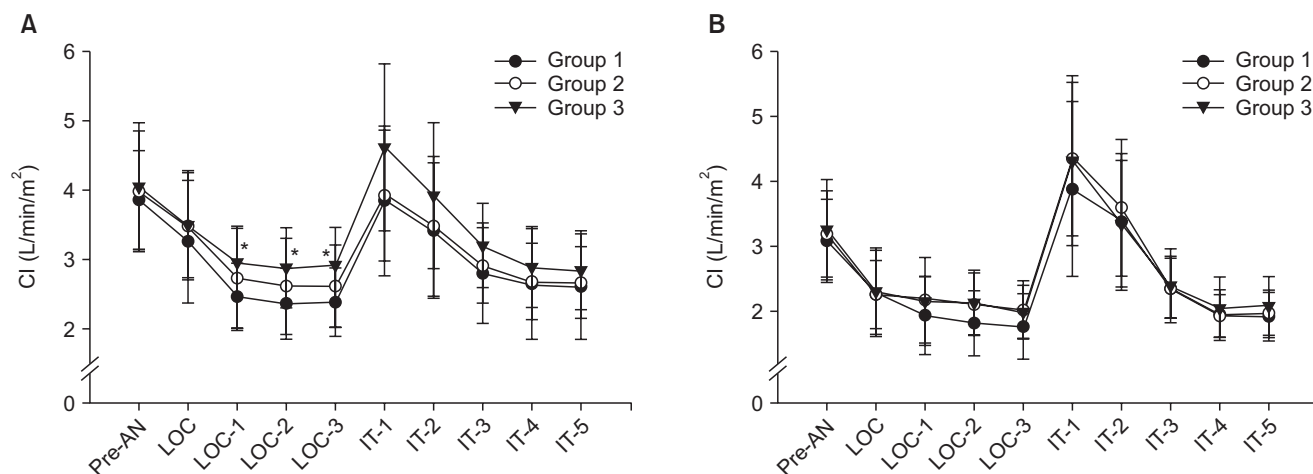 A
6
5
4
3
2
0
CI (L/min/m²)
Group 1
Group 2
Group 3
*
*
*
Pre-AN
LOC
LOC-1
LOC-2
LOC-3
IT-1
IT-2
IT-3
IT-4
IT-5
B
6
5
4
3
2
0
CI (L/min/m²)
Group 1
Group 2
Group 3
Pre-AN
LOC
LOC-1
LOC-2
LOC-3
IT-1
IT-2
IT-3
IT-4
IT-5